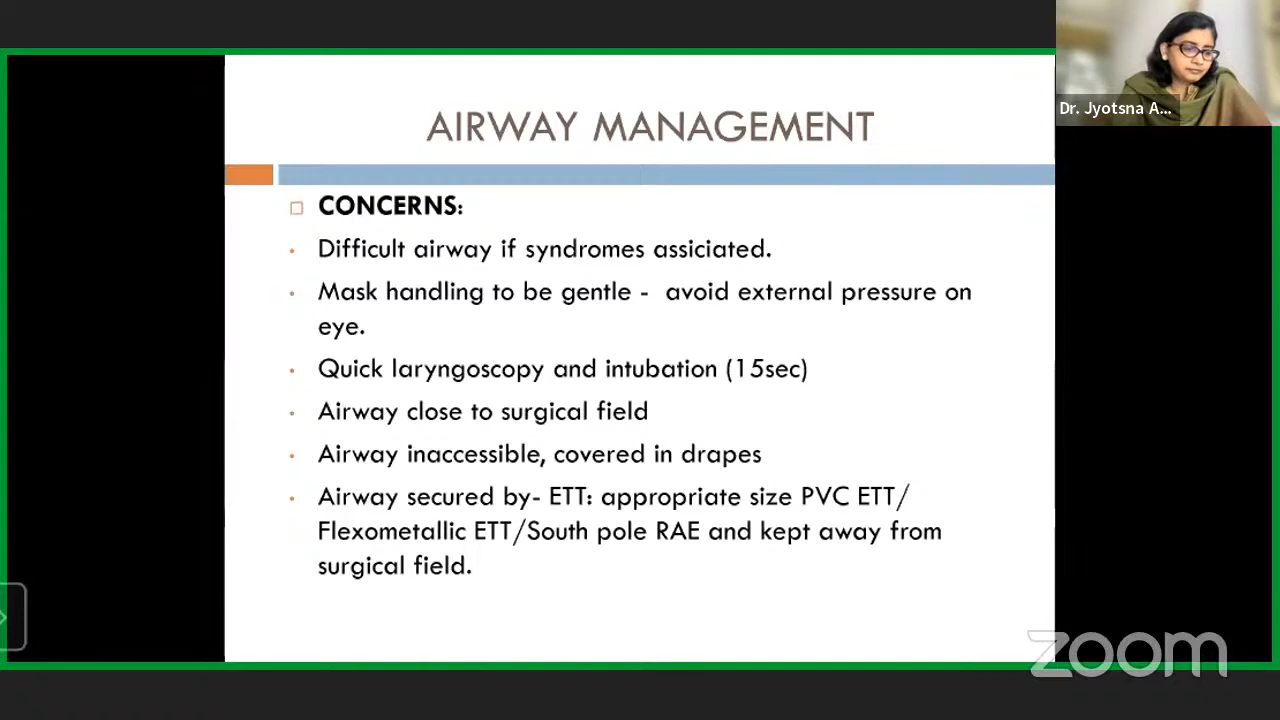 Dr. Jyotsna A...
AIRWAY MANAGEMENT
CONCERNS:
Difficult airway if syndromes assiciated.
Mask handling to be gentle - avoid external pressure on
eye.
Quick laryngoscopy and intubation (15sec)
Airway close to surgical field
Airway inaccessible, covered in drapes
Airway secured by- ETT: appropriate size PVC ETT/
Flexometallic ETT/South pole RAE and kept away from
surgical field.
zoom